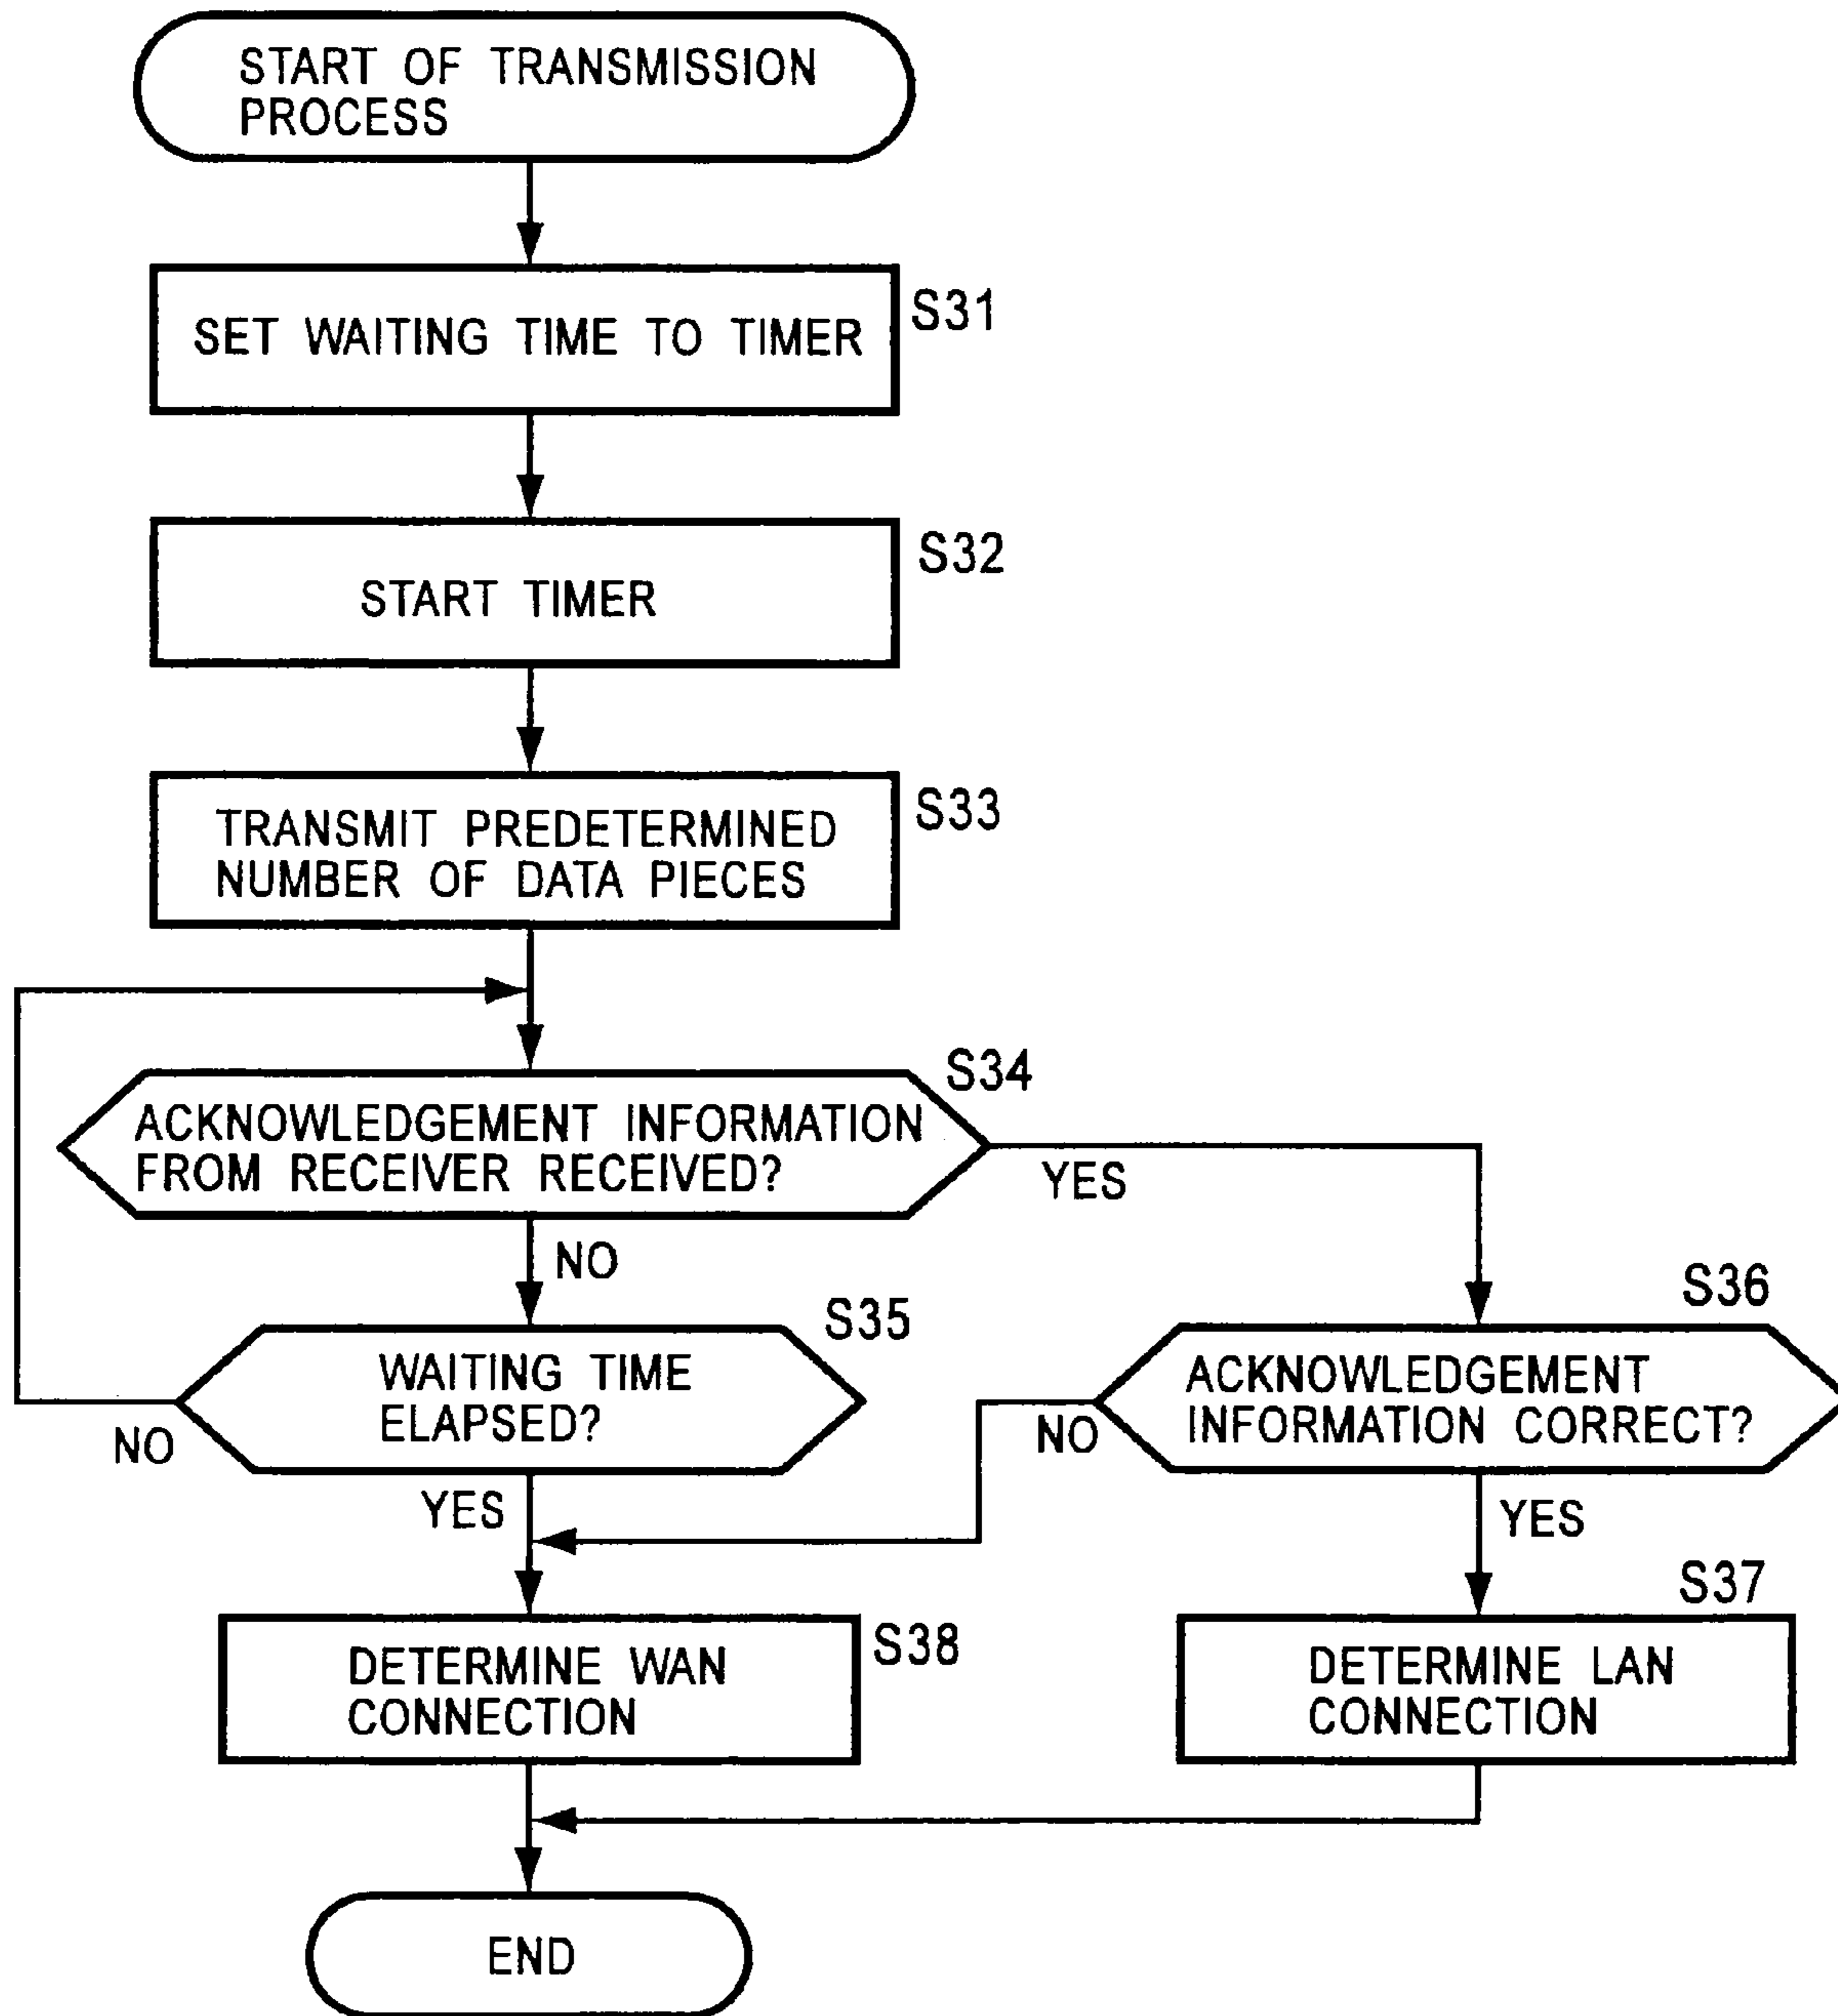 START OF TRANSMISSION
PROCESS
SET WAITING TIME TO TIMER
S31
START TIMER
S32
TRANSMIT PREDETERMINED
NUMBER OF DATA PIECES
S33
ACKNOWLEDGEMENT INFORMATION
FROM RECEIVER RECEIVED?
S34
YES
NO
WAITING TIME
ELAPSED?
S35
NO
YES
ACKNOWLEDGEMENT
INFORMATION CORRECT?
S36
NO
YES
DETERMINE WAN
CONNECTION
S38
DETERMINE LAN
CONNECTION
S37
END